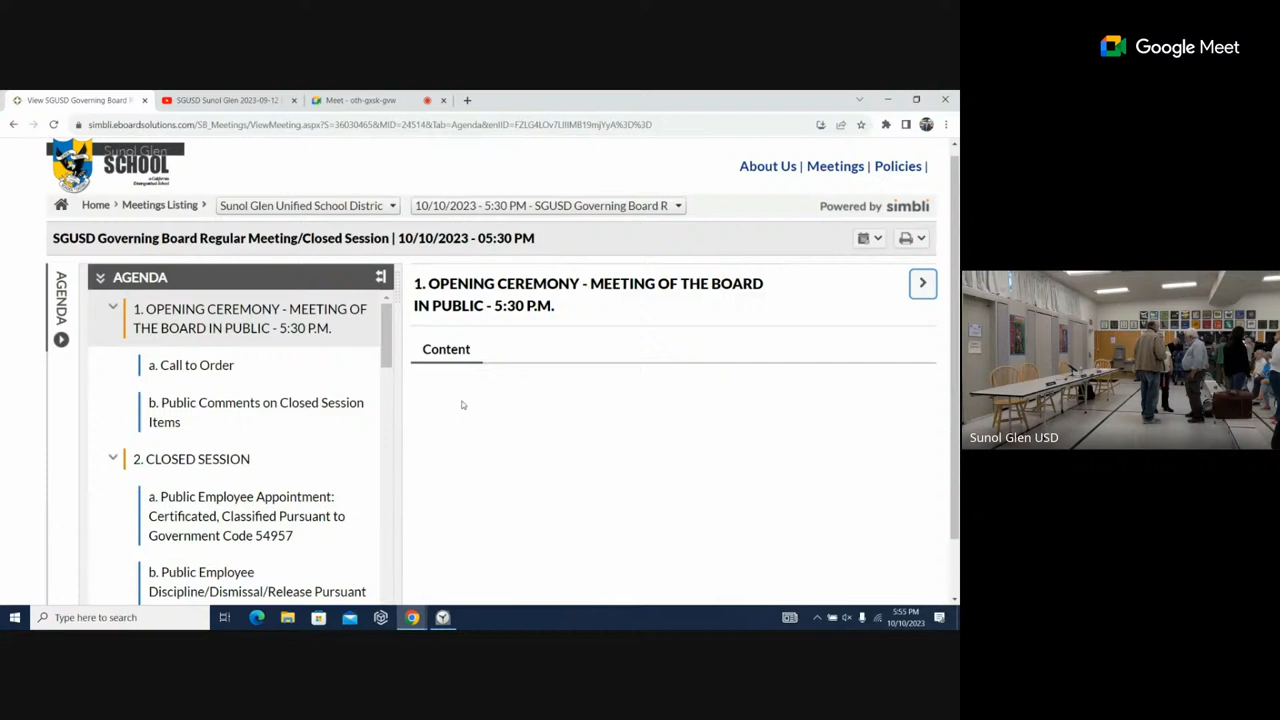 Google Meet
View SGUSD Governing Board R
SGUSD Sunol Glen 2023-09-12
Meet - oth-gxsk-gvw
simbli.eboardsolutions.com/SB_Meetings/ViewMeeting.aspx?S=36030465&MID=24514&Tab=Agenda&enIID=FZLG4LOv7LIIIMB19mjYyA%3D%3D
Sunol Glen
SCHOOL
About Us | Meetings | Policies |
Home Meetings Listing Sunol Glen Unified School Distric 10/10/2023 - 5:30 PM - SGUSD Governing Board R Powered by simbli
SGUSD Governing Board Regular Meeting/Closed Session | 10/10/2023 - 05:30 PM
AGENDA
AGENDA
1. OPENING CEREMONY - MEETING OF
THE BOARD IN PUBLIC - 5:30 P.M.
a. Call to Order
b. Public Comments on Closed Session
Items
2. CLOSED SESSION
a. Public Employee Appointment:
Certificated, Classified Pursuant to
Government Code 54957
b. Public Employee
Discipline/Dismissal/Release Pursuant
1. OPENING CEREMONY - MEETING OF THE BOARD
IN PUBLIC - 5:30 P.M.
Content
Sunol Glen USD
Type here to search
5:55 PM
10/10/2023